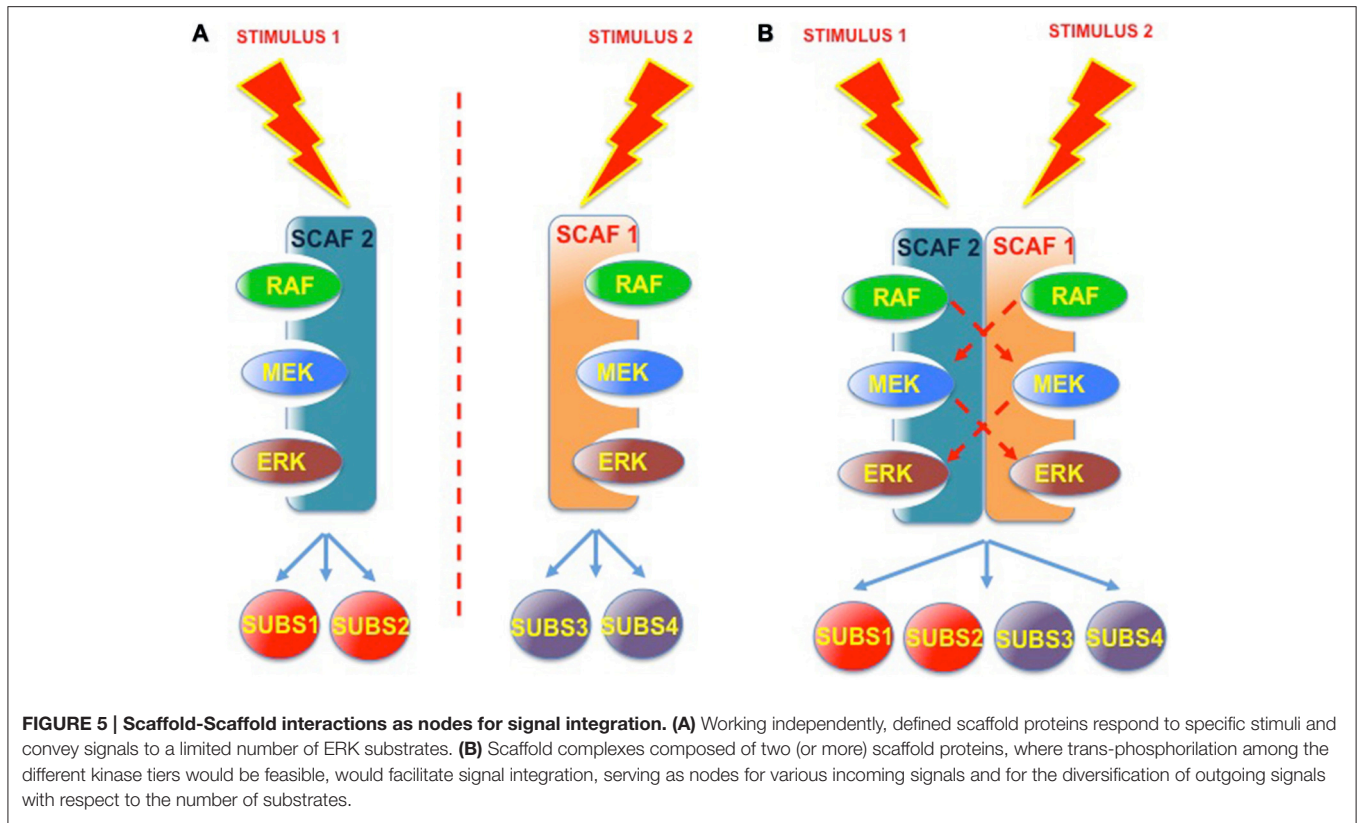 A
STIMULUS 1
STIMULUS 2
SCAF 2
SCAF 1
RAF
RAF
MEK
MEK
ERK
ERK
SUBS1
SUBS2
SUBS3
SUBS4
B
STIMULUS 1
STIMULUS 2
SCAF 2
SCAF 1
RAF
RAF
MEK
MEK
ERK
ERK
SUBS1
SUBS2
SUBS3
SUBS4
FIGURE 5 | Scaffold-Scaffold interactions as nodes for signal integration. (A) Working independently, defined scaffold proteins respond to specific stimuli and
convey signals to a limited number of ERK substrates. (B) Scaffold complexes composed of two (or more) scaffold proteins, where trans-phosphorilation among the
different kinase tiers would be feasible, would facilitate signal integration, serving as nodes for various incoming signals and for the diversification of outgoing signals
with respect to the number of substrates.